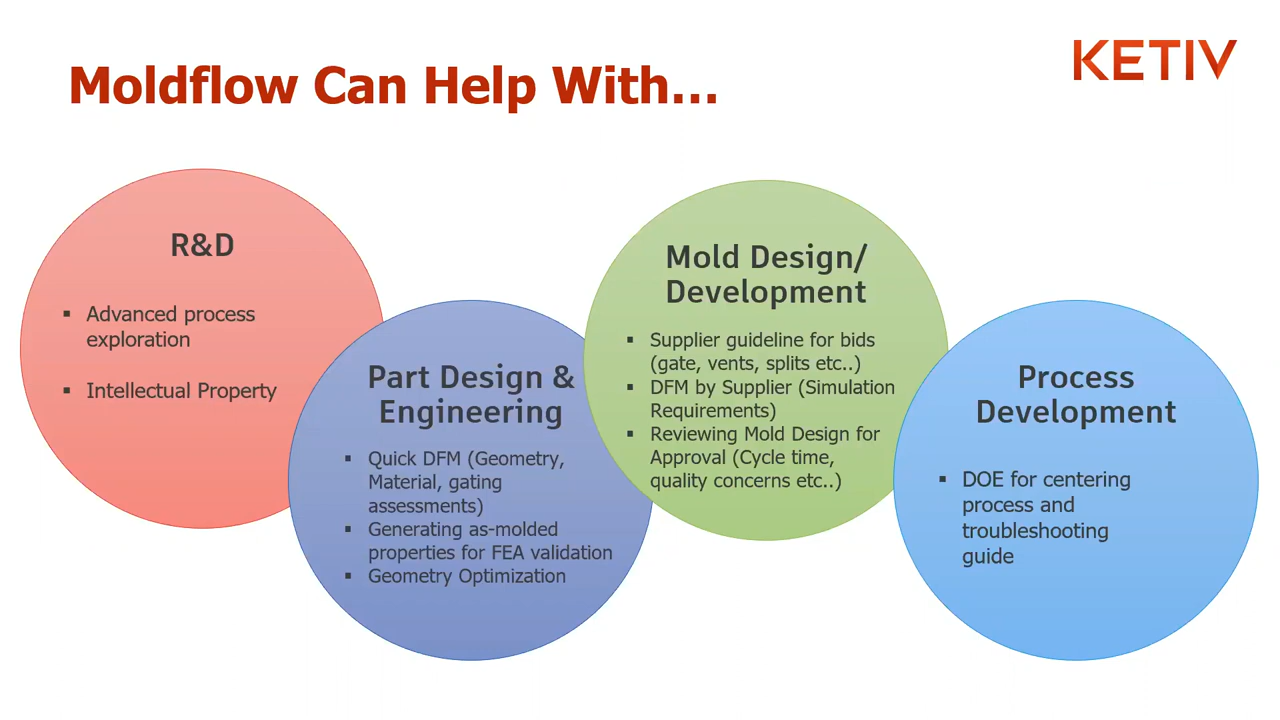 KETIV
Moldflow Can Help With...
R&D
▪ Advanced process
exploration
▪ Intellectual Property
Part Design &
Engineering
▪ Quick DFM (Geometry,
Material, gating
assessments)
▪ Generating as-molded
properties for FEA validation
▪ Geometry Optimization
Mold Design/
Development
▪ Supplier guideline for bids
(gate, vents, splits etc..)
▪ DFM by Supplier (Simulation
Requirements)
▪ Reviewing Mold Design for
Approval (Cycle time,
quality concerns etc..)
Process
Development
▪ DOE for centering
process and
troubleshooting
guide